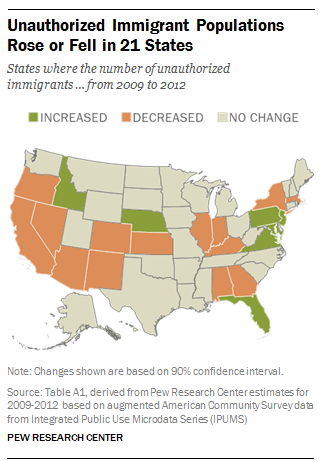 Unauthorized Immigrant Populations
Rose or Fell in 21 States
States where the number of unauthorized
immigrants ... from 2009 to 2012
INCREASED DECREASED NO CHANGE
Note: Changes shown are based on 90% confidence interval.
Source: Table A1, derived from Pew Research Center estimates for
2009-2012 based on augmented American Community Survey data
from Integrated Public Use Microdata Series (IPUMS)
PEW RESEARCH CENTER